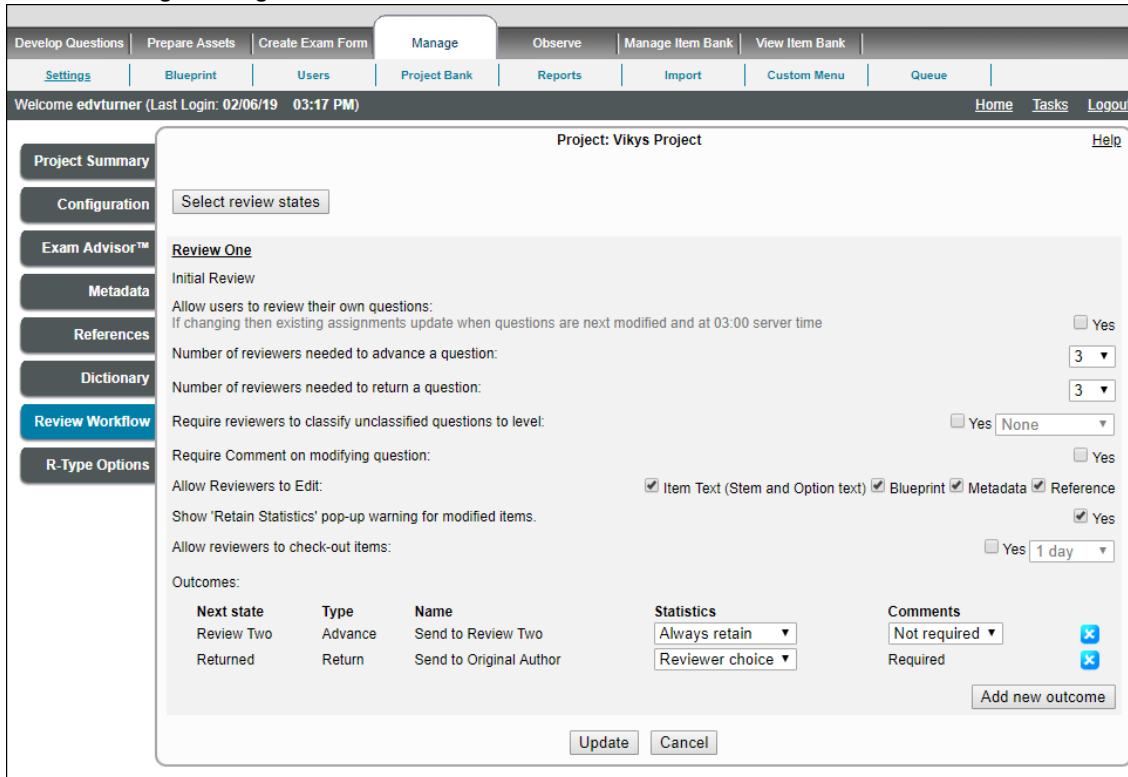 Develop Questions Prepare Assets Create Exam Form Manage Observe Manage Item Bank View Item Bank
Settings Blueprint Users Project Bank Reports Import Custom Menu Queue
Welcome edvturner (Last Login: 02/06/19 03:17 PM) Home Tasks Logout
Project: Vikys Project Help
Project Summary
Configuration
Exam Advisor™
Metadata
References
Dictionary
Review Workflow
R-Type Options
Select review states
Review One
Initial Review
Allow users to review their own questions:
If changing then existing assignments update when questions are next modified and at 03:00 server time Yes
Number of reviewers needed to advance a question: 3
Number of reviewers needed to return a question: 3
Require reviewers to classify unclassified questions to level: Yes None
Require Comment on modifying question: Yes
Allow Reviewers to Edit: Item Text (Stem and Option text) Blueprint Metadata Reference
Show 'Retain Statistics' pop-up warning for modified items. Yes
Allow reviewers to check-out items: Yes 1 day
Outcomes:
Next state Type Name Statistics Comments
Review Two Advance Send to Review Two Always retain Not required
Returned Return Send to Original Author Reviewer choice Required
Add new outcome
Update Cancel